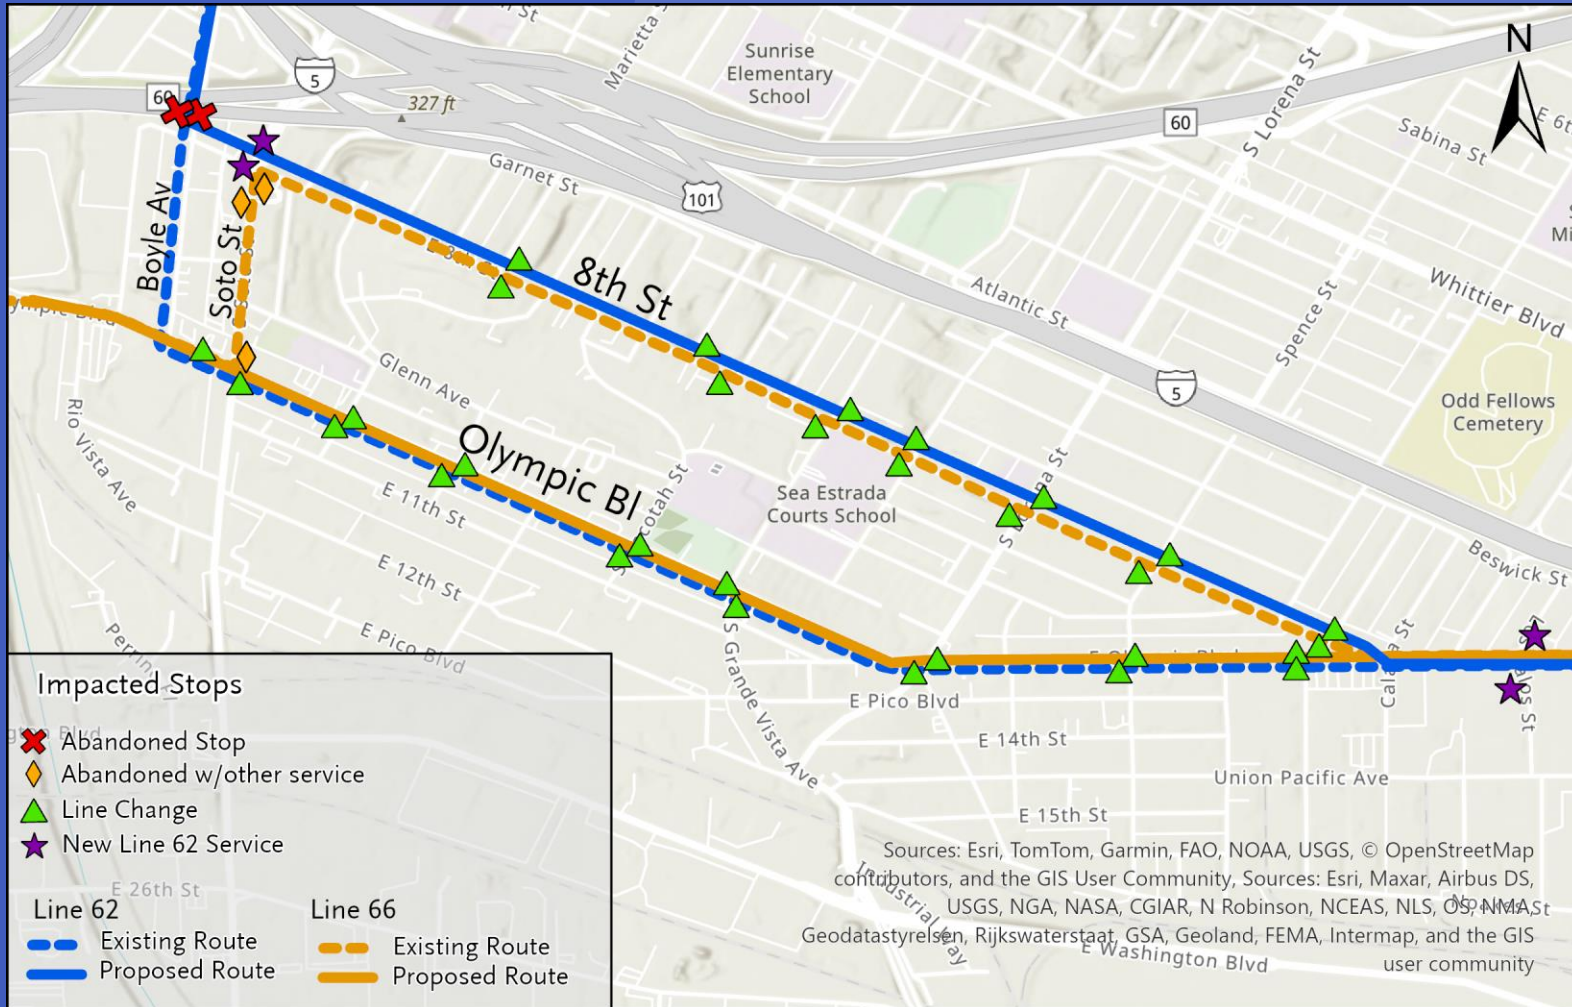 Marietta S
Sunrise
Elementary
School
N
5
60
327 ft
60
S Lorena St
Sabina St
E 6t
Garnet St
101
Boyle Av
Soto St
8th St
Atlantic St
Whittier Blvd
Spence St
Mi
Glenn Ave
5
Odd Fellows
Cemetery
Rio Vista Ave
Olympic Bl
E 11th St
Sea Estrada
Courts School
E 12th St
Beswick St
E Pico Blvd
S Grande Vista Ave
E Pico Blvd
E 14th St
Union Pacific Ave
E 15th St
Impacted Stops
Abandoned Stop
Abandoned w/other service
Line Change
New Line 62 Service
E 26th St
Line 62
Existing Route
Proposed Route
Line 66
Existing Route
Proposed Route
Industrial Way
E Washington Blvd
Sources: Esri, TomTom, Garmin, FAO, NOAA, USGS, © OpenStreetMap
contributors, and the GIS User Community, Sources: Esri, Maxar, Airbus DS,
USGS, NGA, NASA, CGIAR, N Robinson, NCEAS, NLS, OS, NMA,
Geodatastyrelsen, Rijkswaterstaat, GSA, Geoland, FEMA, Intermap, and the GIS
user community